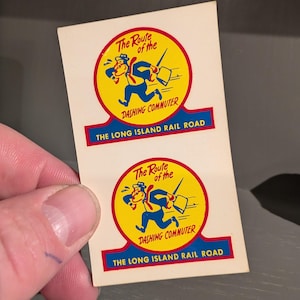 The Route
of the
DASHING COMMUTER
THE LONG ISLAND RAIL ROAD
The Route
of the
DASHING COMMUTER
THE LONG ISLAND RAIL ROAD